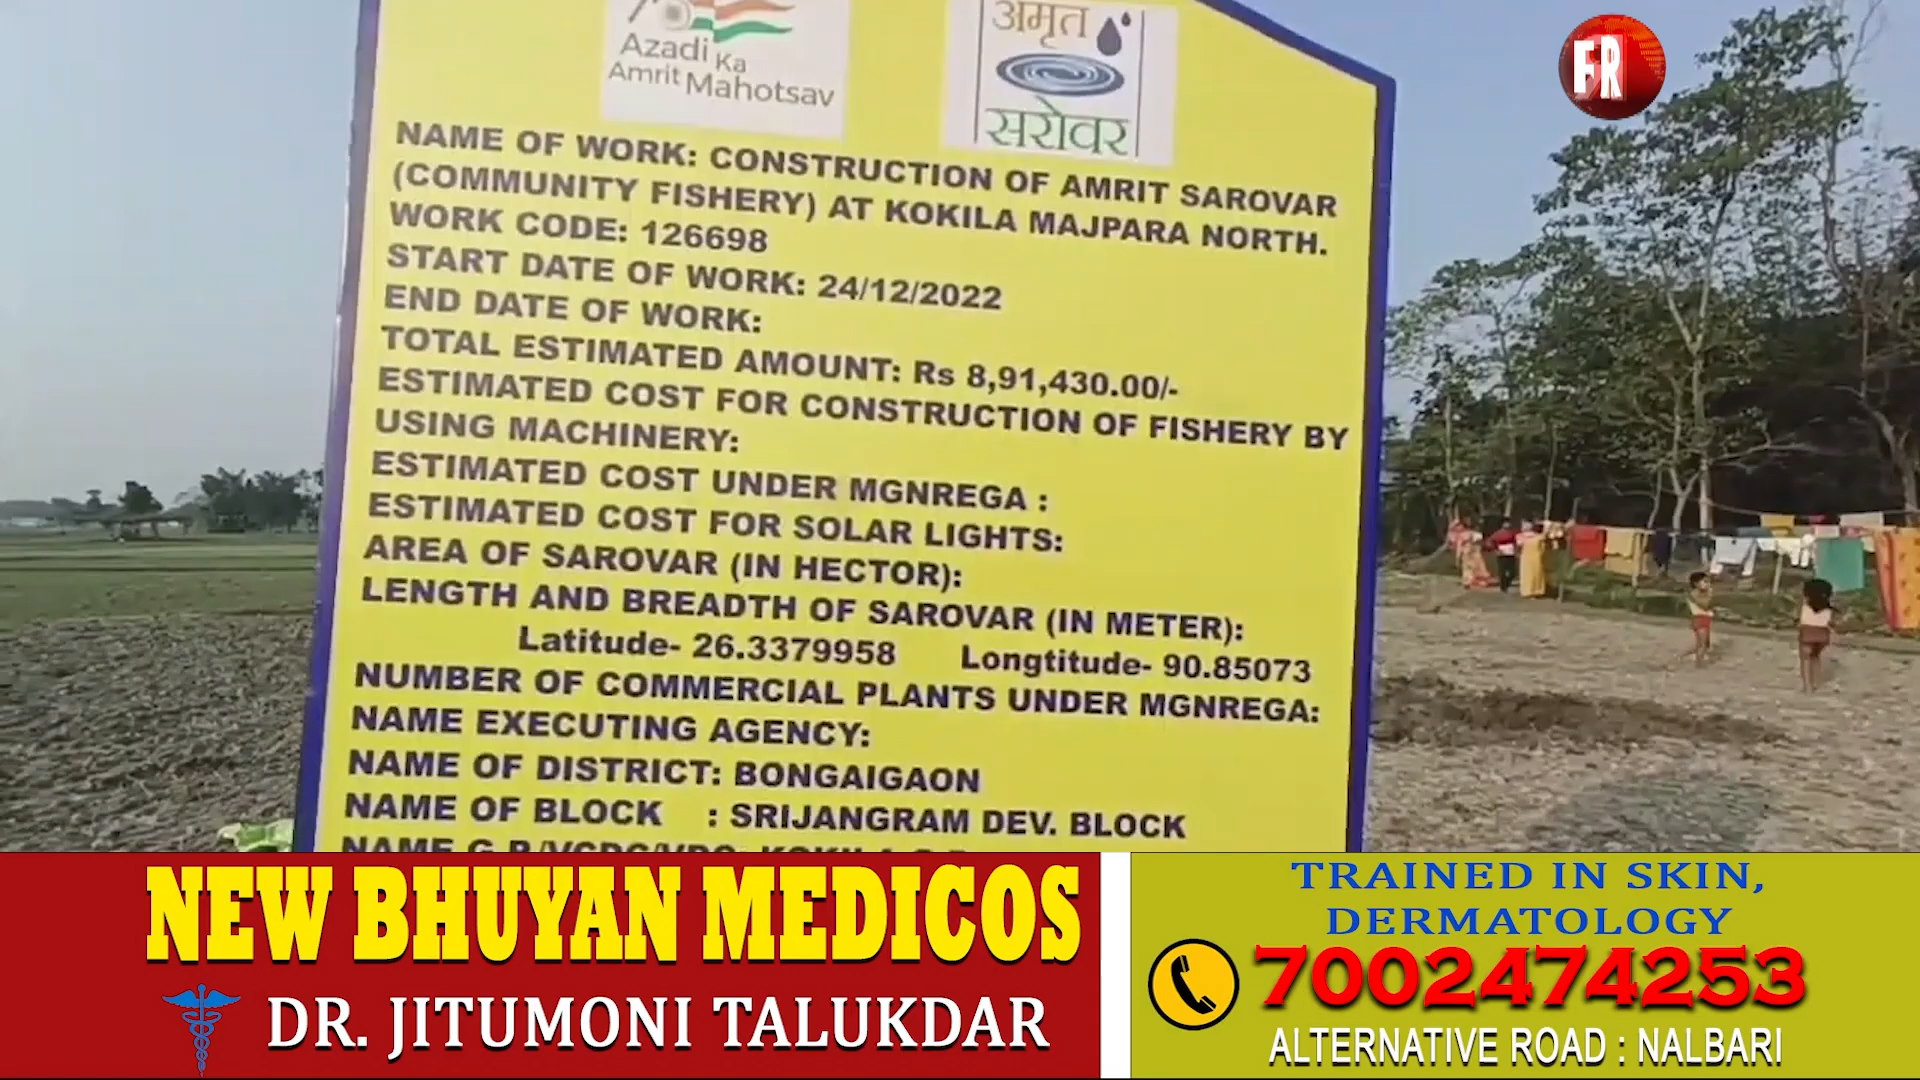 Azadi Ka
Amrit Mahotsav
अमृत
सरोवर
FR
NAME OF WORK: CONSTRUCTION OF AMRIT SAROVAR
(COMMUNITY FISHERY) AT KOKILA MAJPARA NORTH.
WORK CODE: 126698
START DATE OF WORK: 24/12/2022
END DATE OF WORK:
TOTAL ESTIMATED AMOUNT: Rs 8,91,430.00/-
ESTIMATED COST FOR CONSTRUCTION OF FISHERY BY
USING MACHINERY:
ESTIMATED COST UNDER MGNREGA :
ESTIMATED COST FOR SOLAR LIGHTS:
AREA OF SAROVAR (IN HECTOR):
LENGTH AND BREADTH OF SAROVAR (IN METER):
Latitude- 26.3379958 Longtitude- 90.85073
NUMBER OF COMMERCIAL PLANTS UNDER MGNREGA:
NAME EXECUTING AGENCY:
NAME OF DISTRICT: BONGAIGAON
NAME OF BLOCK : SRIJANGRAM DEV. BLOCK
NEW BHUYAN MEDICOS
DR. JITUMONI TALUKDAR
TRAINED IN SKIN,
DERMATOLOGY
7002474253
ALTERNATIVE ROAD : NALBARI